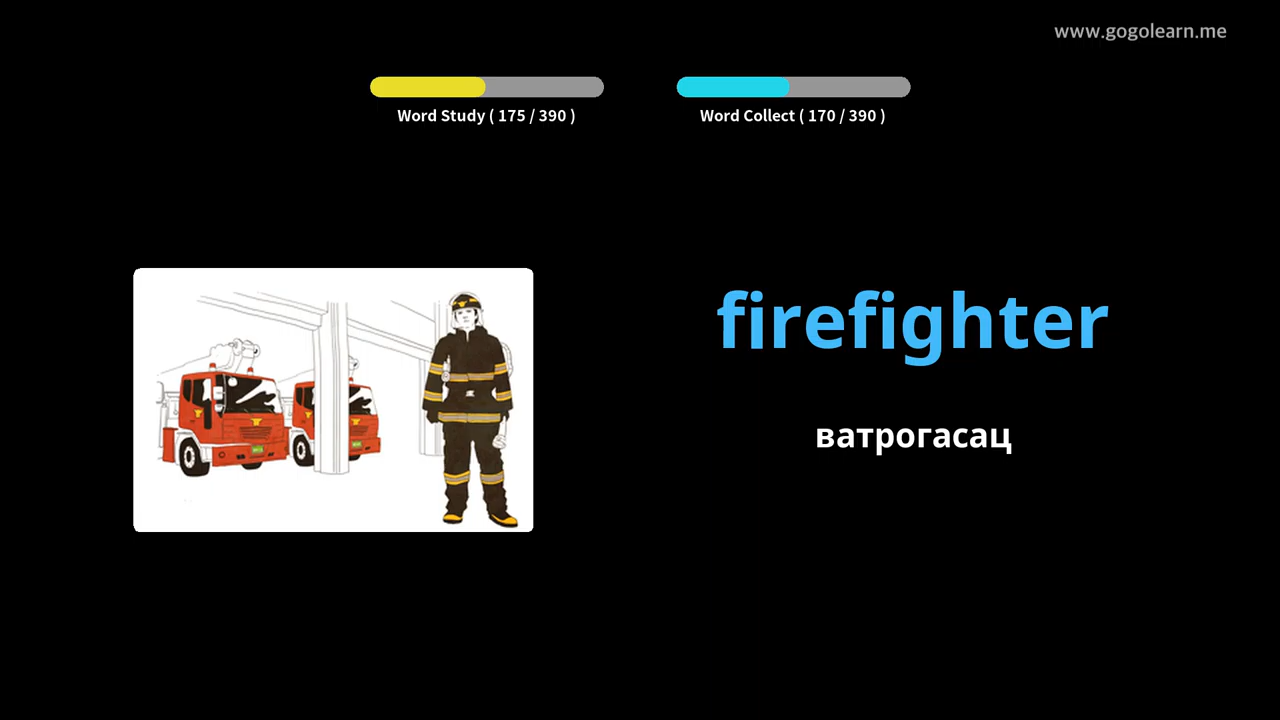 www.gogolearn.me
Word Study ( 175 / 390 )
Word Collect ( 170 / 390 )
firefighter
ватрогасац